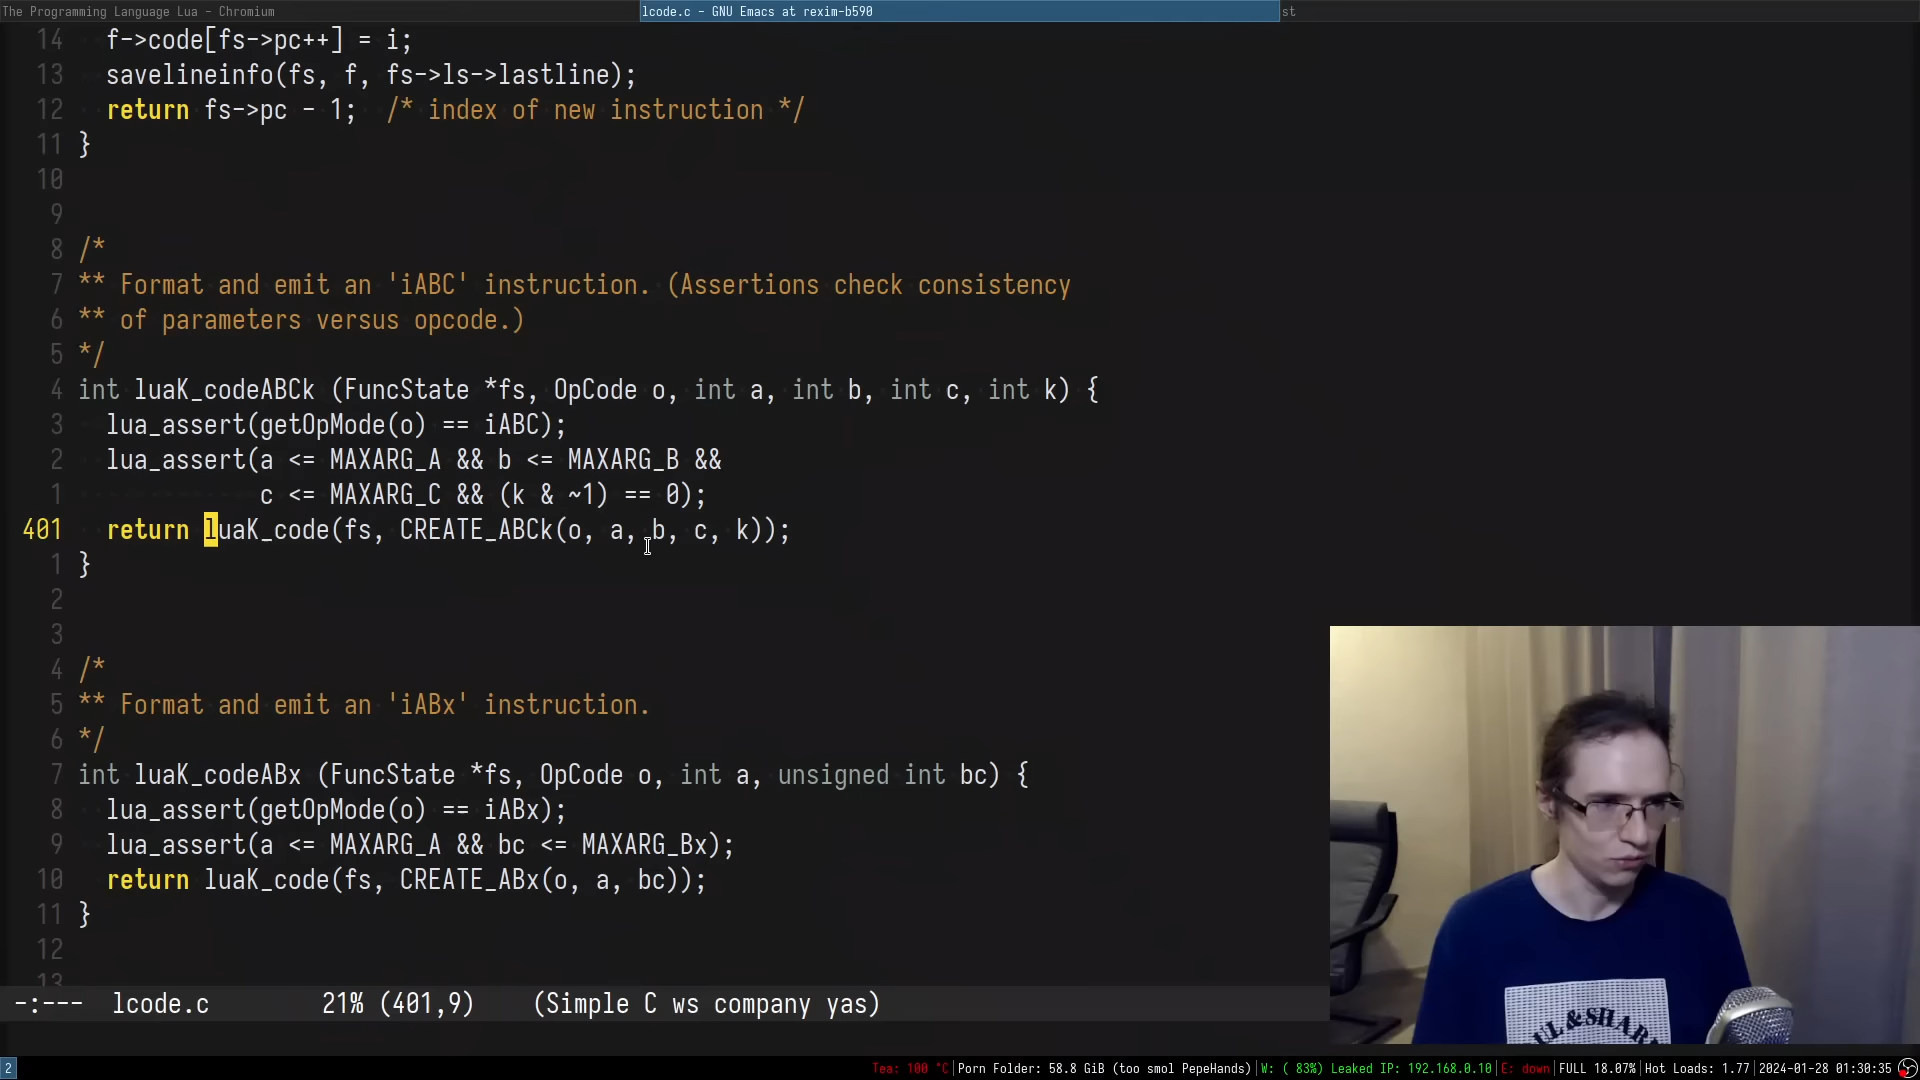 The Programming Language Lua - Chromium
lcode.c - GNU Emacs at rexim-b590
st
14 f->code[fs->pc++] = i;
13 savelineinfo(fs, f, fs->ls->lastline);
12 return fs->pc - 1;  /* index of new instruction */
11 }
10
9
8 /*
7 ** Format and emit an 'iABC' instruction. (Assertions check consistency
6 ** of parameters versus opcode.)
5 */
4 int luaK_codeABCk (FuncState *fs, OpCode o, int a, int b, int c, int k) {
3 lua_assert(getOpMode(o) == iABC);
2 lua_assert(a <= MAXARG_A && b <= MAXARG_B &&
1 c <= MAXARG_C && (k & ~1) == 0);
401 return luaK_code(fs, CREATE_ABCk(o, a, b, c, k));
1 }
2
3
4 /*
5 ** Format and emit an 'iABx' instruction.
6 */
7 int luaK_codeABx (FuncState *fs, OpCode o, int a, unsigned int bc) {
8 lua_assert(getOpMode(o) == iABx);
9 lua_assert(a <= MAXARG_A && bc <= MAXARG_Bx);
10 return luaK_code(fs, CREATE_ABx(o, a, bc));
11 }
12
13
-:--- lcode.c 21% (401,9) (Simple C ws company yas)
UL&SHAR
2 Tea: 100 °C|Porn Folder: 58.8 GiB (too smol PepeHands)|W: ( 83%) Leaked IP: 192.168.0.10|E: down|FULL 18.07%|Hot Loads: 1.77|2024-01-28 01:30:35